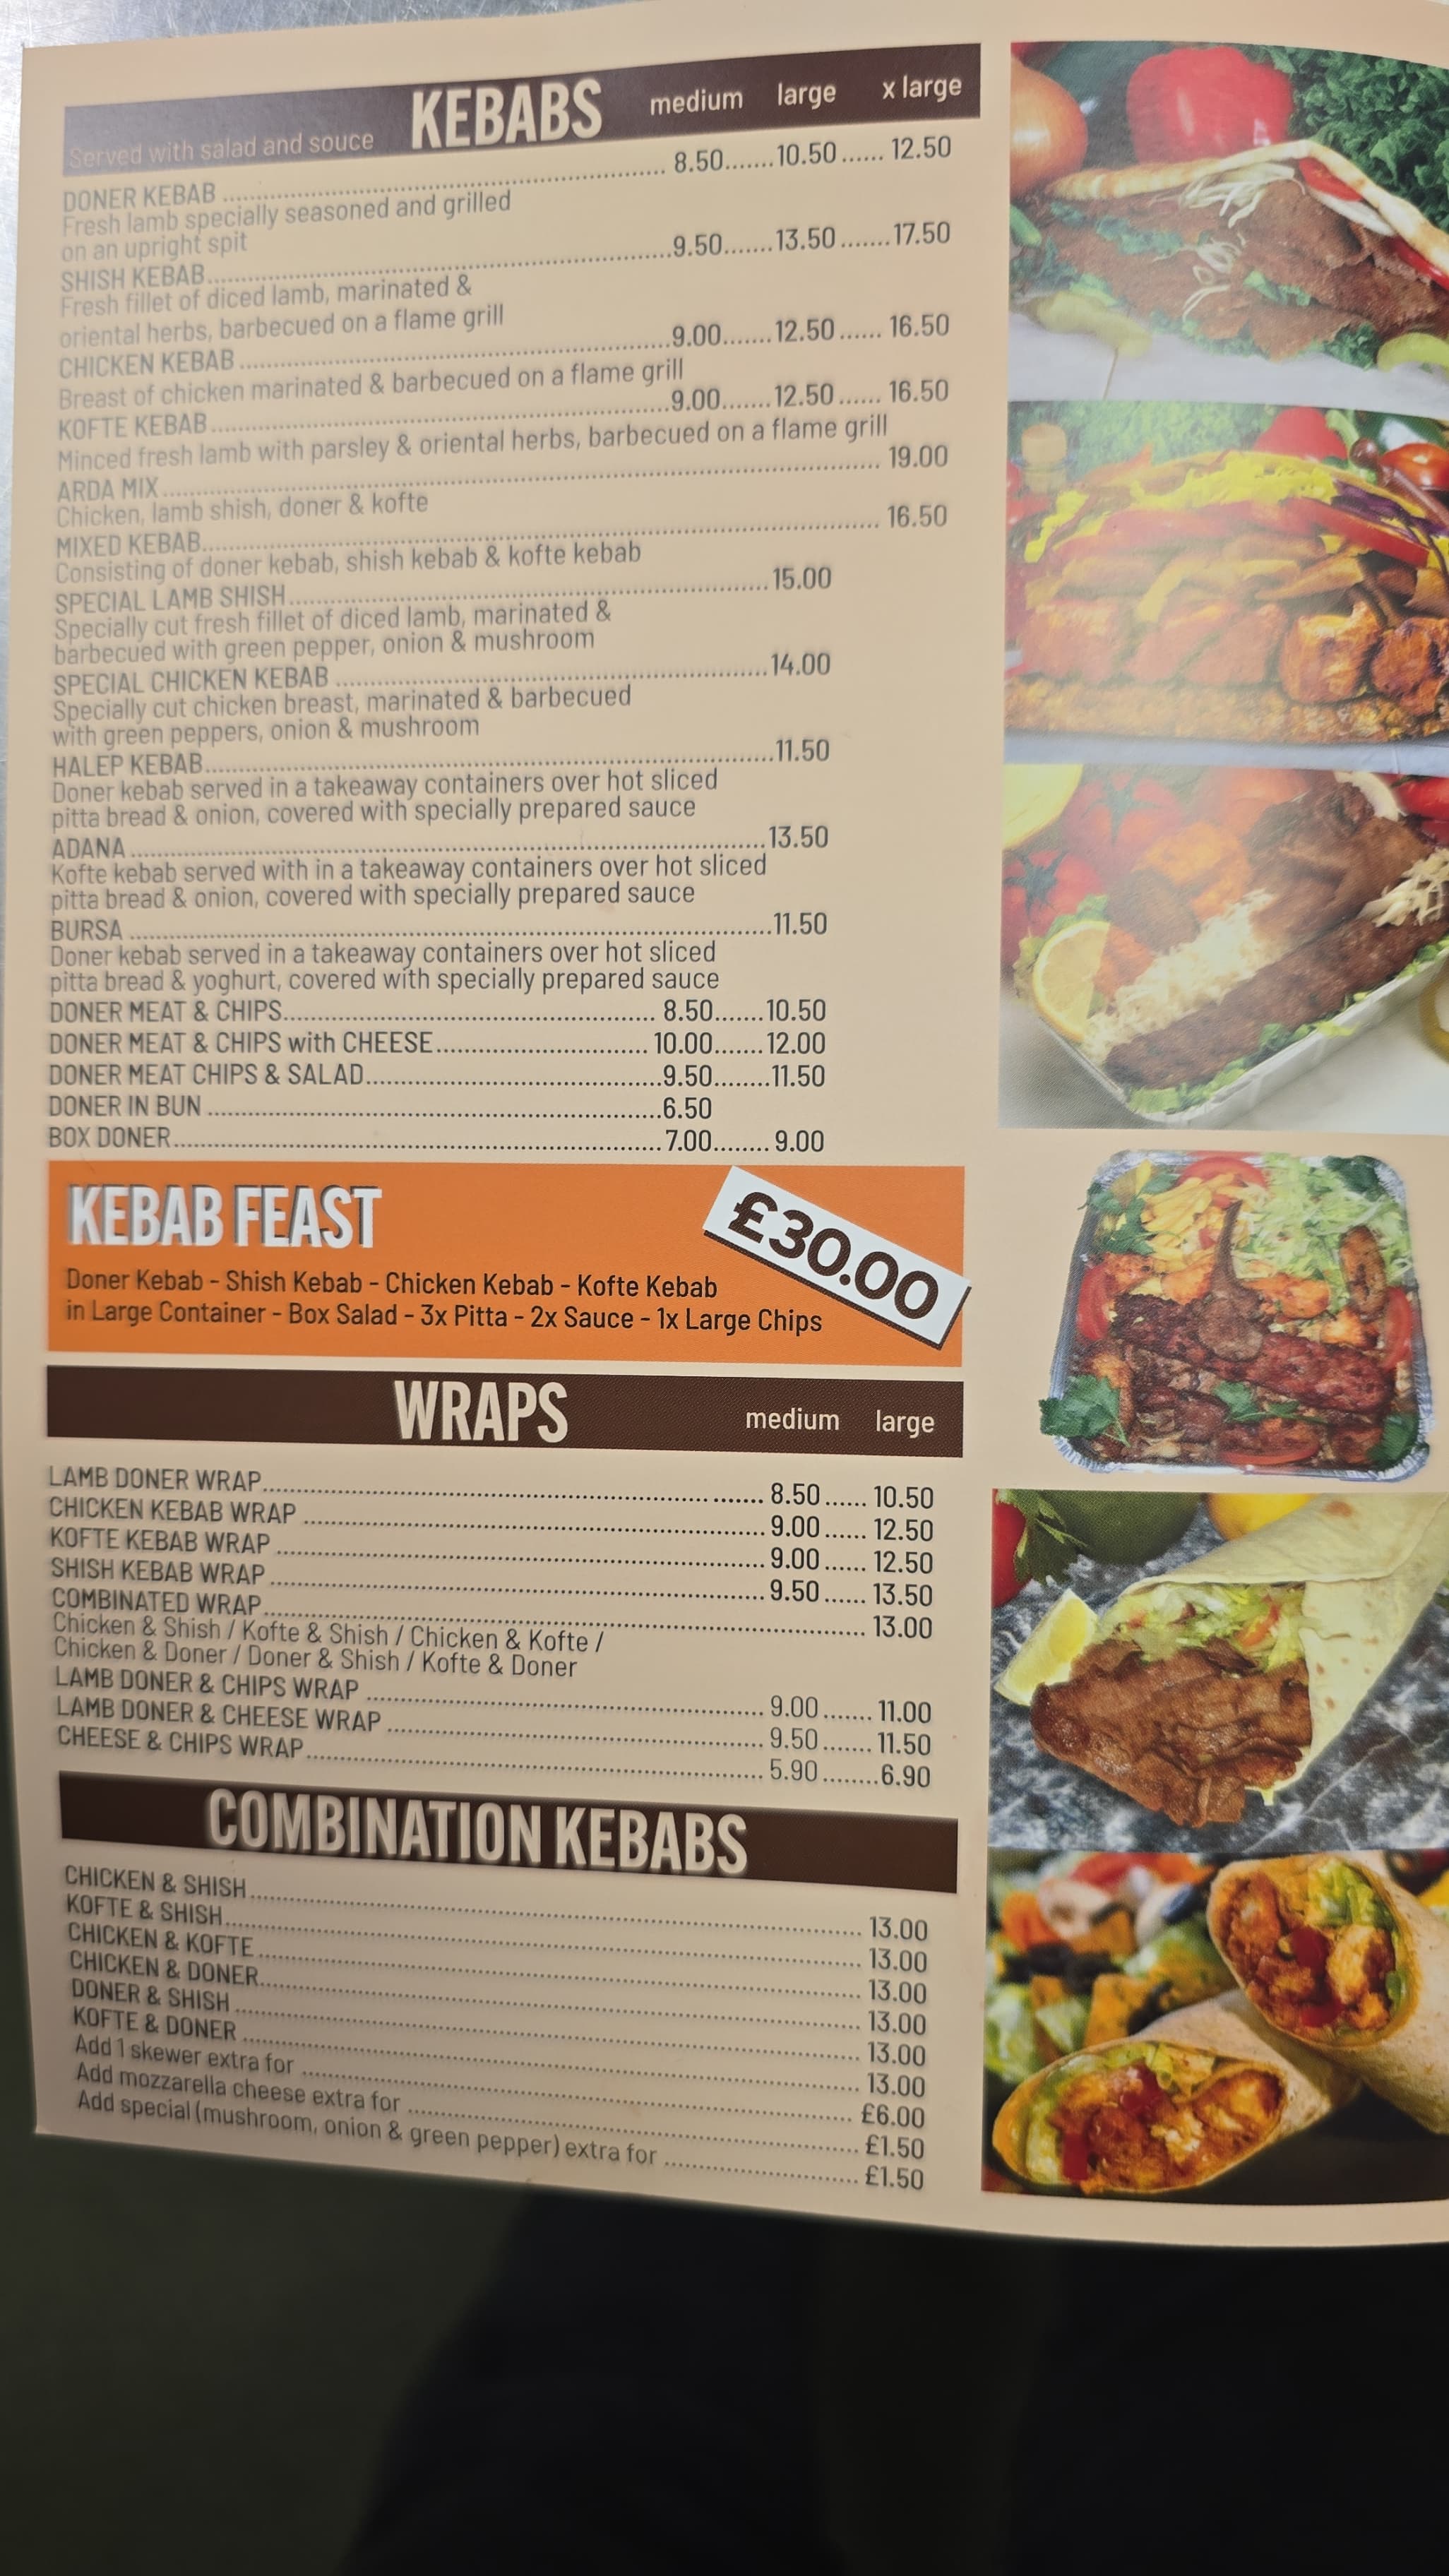 KEBABS medium large x large
Served with salad and souce
DONER KEBAB 8.50 10.50 12.50
Fresh lamb specially seasoned and grilled
on an upright spit
SHISH KEBAB 9.50 13.50 17.50
Fresh fillet of diced lamb, marinated &
oriental herbs, barbecued on a flame grill
CHICKEN KEBAB 9.00 12.50 16.50
Breast of chicken marinated & barbecued on a flame grill
KOFTE KEBAB 9.00 12.50 16.50
Minced fresh lamb with parsley & oriental herbs, barbecued on a flame grill
ARDA MIX 19.00
Chicken, lamb shish, doner & kofte
MIXED KEBAB 16.50
Consisting of doner kebab, shish kebab & kofte kebab
SPECIAL LAMB SHISH 15.00
Specially cut fresh fillet of diced lamb, marinated &
barbecued with green pepper, onion & mushroom
SPECIAL CHICKEN KEBAB 14.00
Specially cut chicken breast, marinated & barbecued
with green peppers, onion & mushroom
HALEP KEBAB 11.50
Doner kebab served in a takeaway containers over hot sliced
pitta bread & onion, covered with specially prepared sauce
ADANA 13.50
Kofte kebab served with in a takeaway containers over hot sliced
pitta bread & onion, covered with specially prepared sauce
BURSA 11.50
Doner kebab served in a takeaway containers over hot sliced
pitta bread & yoghurt, covered with specially prepared sauce
DONER MEAT & CHIPS 8.50 10.50
DONER MEAT & CHIPS with CHEESE 10.00 12.00
DONER MEAT CHIPS & SALAD 9.50 11.50
DONER IN BUN 6.50
BOX DONER 7.00 9.00
KEBAB FEAST
£30.00
Doner Kebab - Shish Kebab - Chicken Kebab - Kofte Kebab
in Large Container - Box Salad - 3x Pitta - 2x Sauce - 1x Large Chips
WRAPS medium large
LAMB DONER WRAP 8.50 10.50
CHICKEN KEBAB WRAP 9.00 12.50
KOFTE KEBAB WRAP 9.00 12.50
SHISH KEBAB WRAP 9.50 13.50
COMBINATED WRAP 13.00
Chicken & Shish / Kofte & Shish / Chicken & Kofte /
Chicken & Doner / Doner & Shish / Kofte & Doner
LAMB DONER & CHIPS WRAP 9.00 11.00
LAMB DONER & CHEESE WRAP 9.50 11.50
CHEESE & CHIPS WRAP 5.90 6.90
COMBINATION KEBABS
CHICKEN & SHISH 13.00
KOFTE & SHISH 13.00
CHICKEN & KOFTE 13.00
CHICKEN & DONER 13.00
DONER & SHISH 13.00
KOFTE & DONER 13.00
Add 1 skewer extra for £6.00
Add mozzarella cheese extra for £1.50
Add special (mushroom, onion & green pepper) extra for £1.50